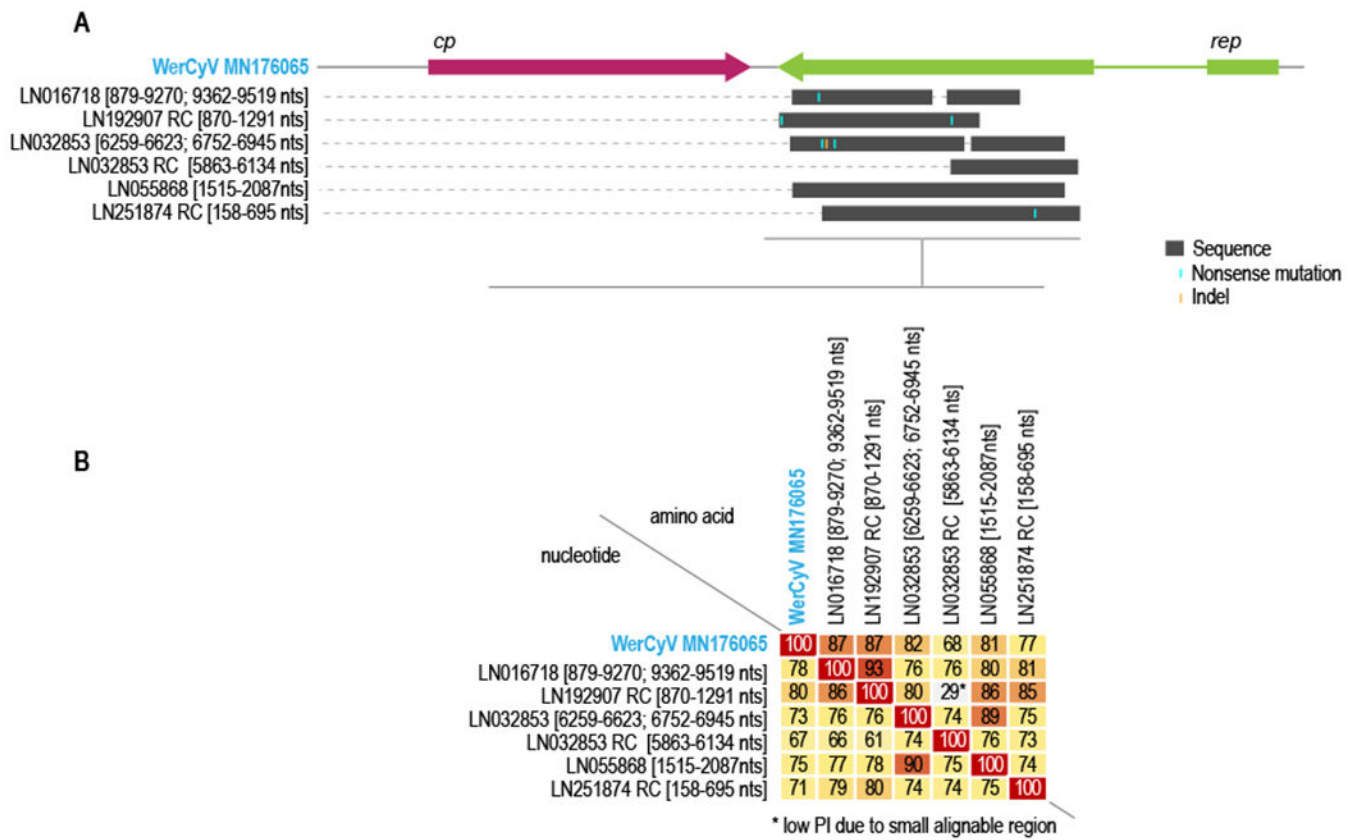 A
cp
rep
WerCyV MN176065
LN016718 [879-9270; 9362-9519 nts]
LN192907 RC [870-1291 nts]
LN032853 [6259-6623; 6752-6945 nts]
LN032853 RC [5863-6134 nts]
LN055868 [1515-2087nts]
LN251874 RC [158-695 nts]
Sequence
Nonsense mutation
Indel
B
amino acid
nucleotide
WerCyV MN176065
LN016718 [879-9270; 9362-9519 nts]
LN192907 RC [870-1291 nts]
LN032853 [6259-6623; 6752-6945 nts]
LN032853 RC [5863-6134 nts]
LN055868 [1515-2087nts]
LN251874 RC [158-695 nts]
WerCyV MN176065 100 87 87 82 68 81 77
LN016718 [879-9270; 9362-9519 nts] 78 100 93 76 76 80 81
LN192907 RC [870-1291 nts] 80 86 100 80 29* 86 85
LN032853 [6259-6623; 6752-6945 nts] 73 76 76 100 74 89 75
LN032853 RC [5863-6134 nts] 67 66 61 74 100 76 73
LN055868 [1515-2087nts] 75 77 78 90 75 100 74
LN251874 RC [158-695 nts] 71 79 80 74 74 75 100
* low PI due to small alignable region